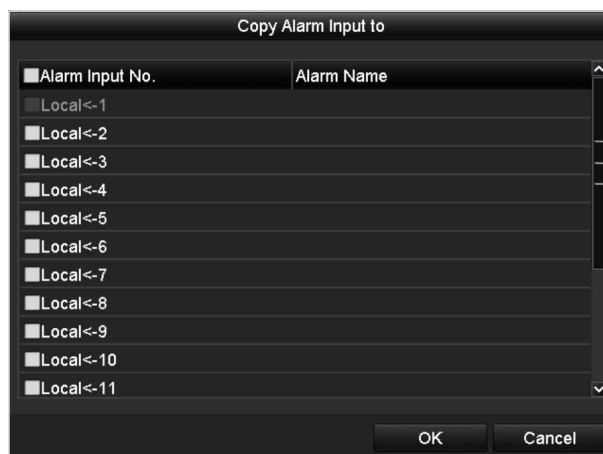 Copy Alarm Input to
Alarm Input No. Alarm Name
Local<-1
Local<-2
Local<-3
Local<-4
Local<-5
Local<-6
Local<-7
Local<-8
Local<-9
Local<-10
Local<-11
OK Cancel